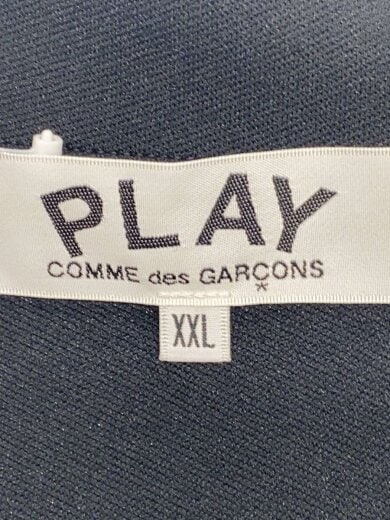 PLAY
COMME des GARÇONS
*
XXL